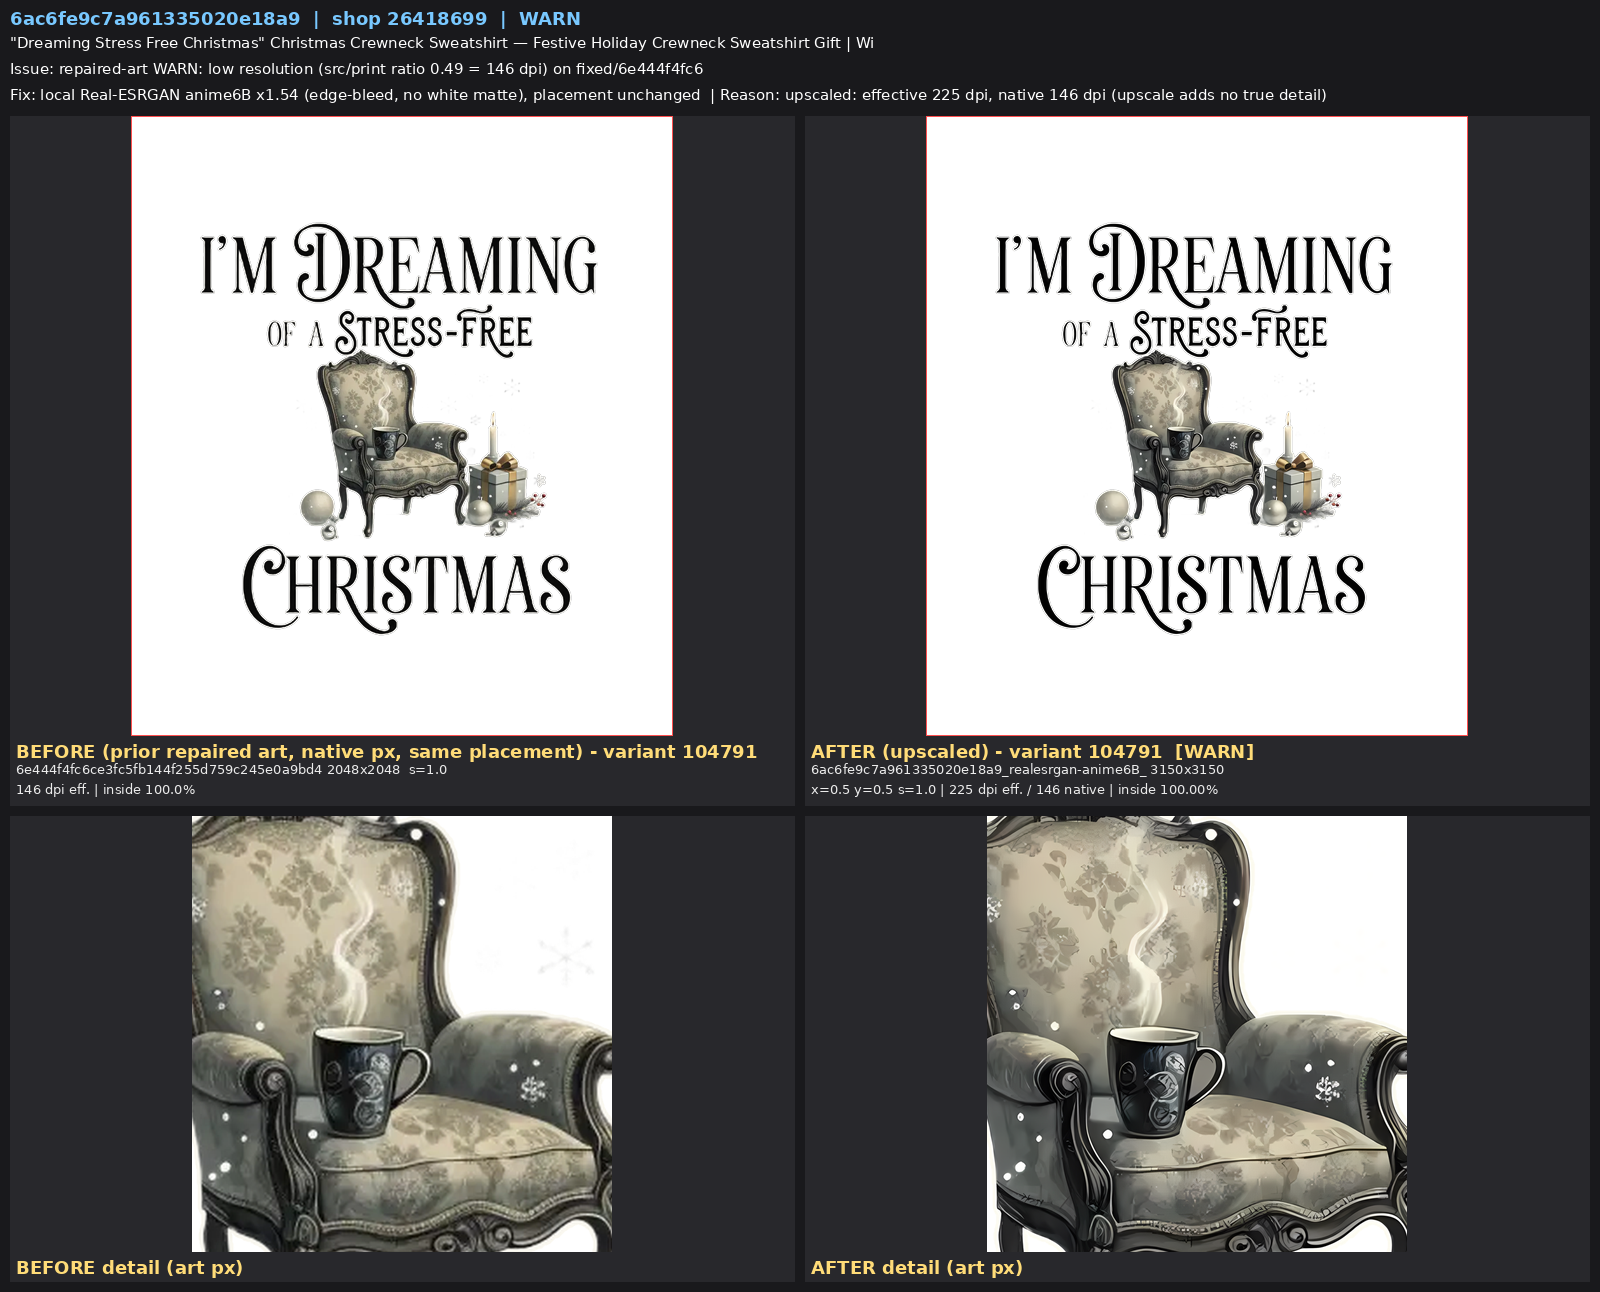 6ac6fe9c7a961335020e18a9 | shop 26418699 | WARN
"Dreaming Stress Free Christmas" Christmas Crewneck Sweatshirt — Festive Holiday Crewneck Sweatshirt Gift | Wi
Issue: repaired-art WARN: low resolution (src/print ratio 0.49 = 146 dpi) on fixed/6e444f4fc6
Fix: local Real-ESRGAN anime6B x1.54 (edge-bleed, no white matte), placement unchanged | Reason: upscaled: effective 225 dpi, native 146 dpi (upscale adds no true detail)
I'M DREAMING
OF A STRESS-FREE
CHRISTMAS
BEFORE (prior repaired art, native px, same placement) - variant 104791
6e444f4fc6ce3fc5fb144f255d759c245e0a9bd4 2048x2048 s=1.0
146 dpi eff. | inside 100.0%
I'M DREAMING
OF A STRESS-FREE
CHRISTMAS
AFTER (upscaled) - variant 104791 [WARN]
6ac6fe9c7a961335020e18a9_realesrgan-anime6B_ 3150x3150
x=0.5 y=0.5 s=1.0 | 225 dpi eff. / 146 native | inside 100.00%
BEFORE detail (art px)
AFTER detail (art px)